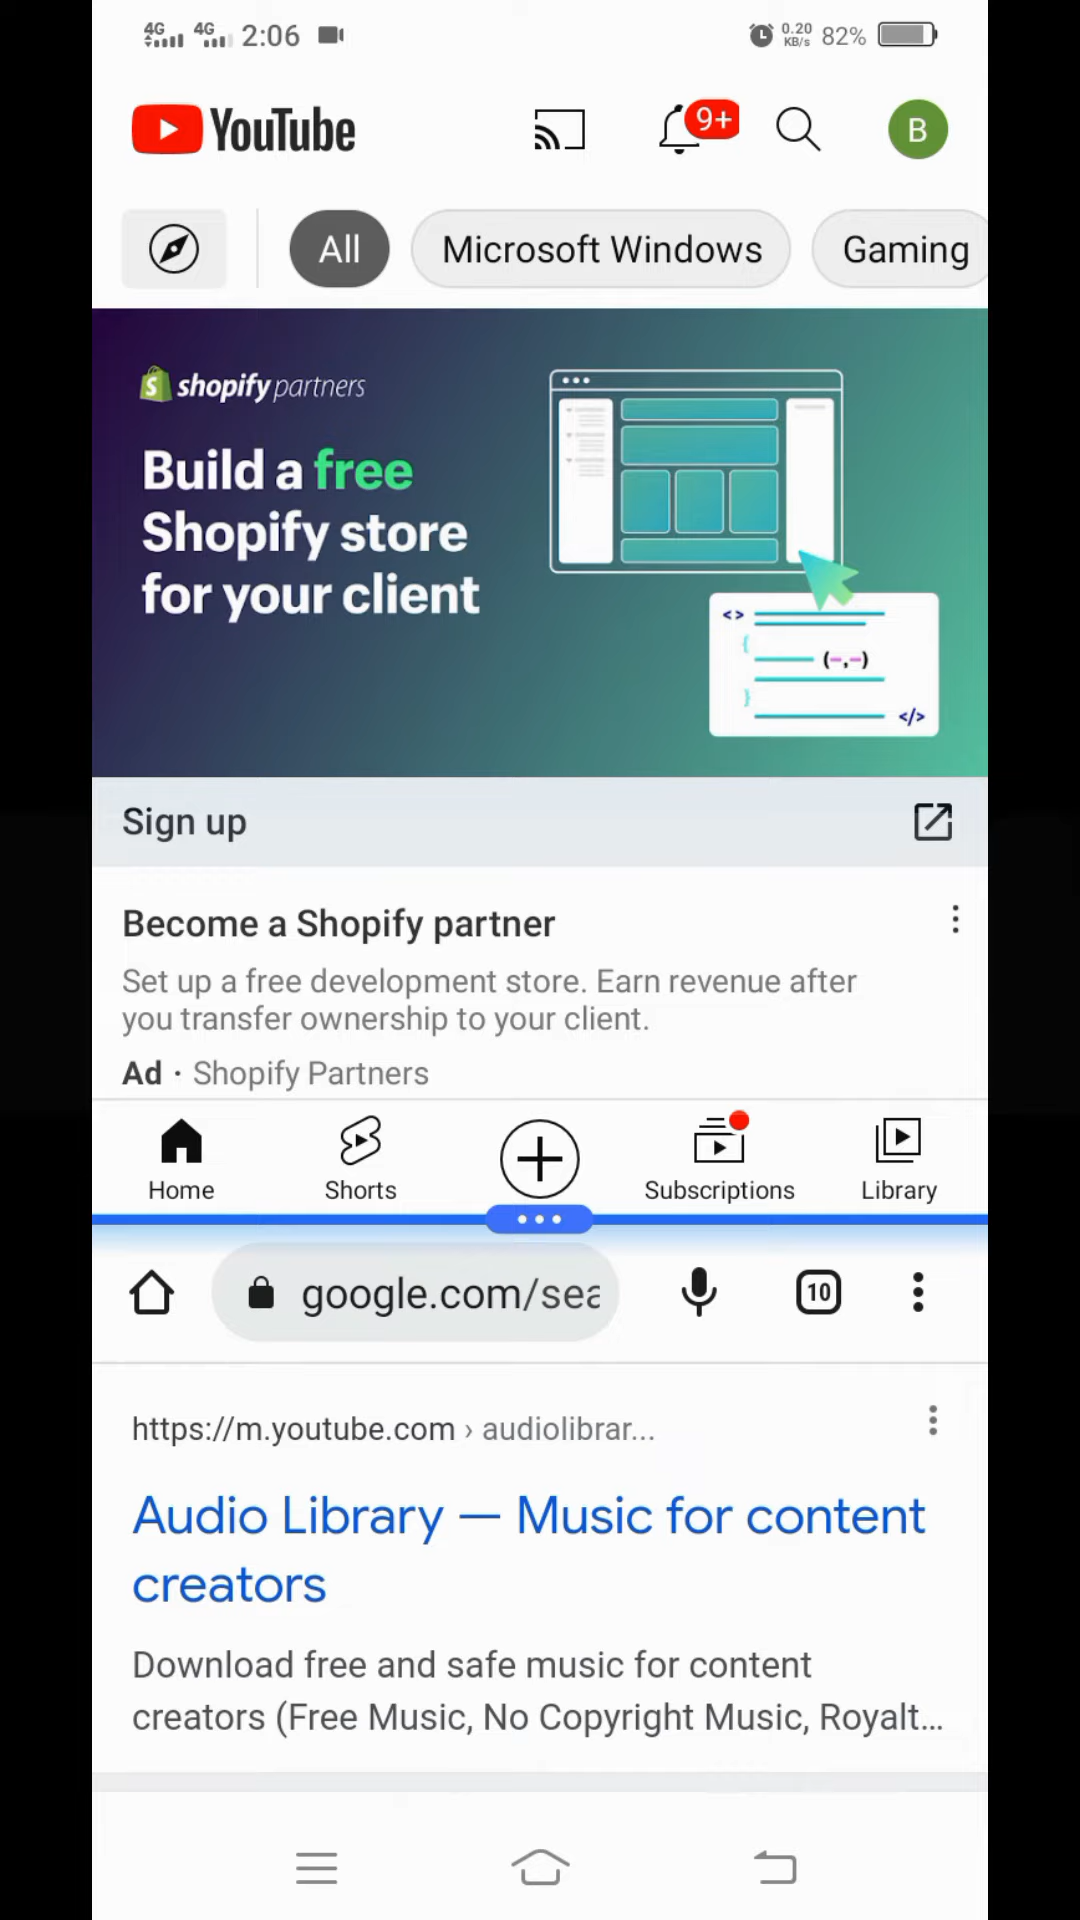 4G 4G 2:06 0.20 KB/s 82%
YouTube 9+ B
All Microsoft Windows Gaming
shopify partners
Build a free
Shopify store
for your client
<>
{
(-,-)
}
</>
Sign up
Become a Shopify partner
Set up a free development store. Earn revenue after
you transfer ownership to your client.
Ad · Shopify Partners
Home Shorts Subscriptions Library
google.com/sea 10
https://m.youtube.com › audiolibrar...
Audio Library — Music for content
creators
Download free and safe music for content
creators (Free Music, No Copyright Music, Royalt...